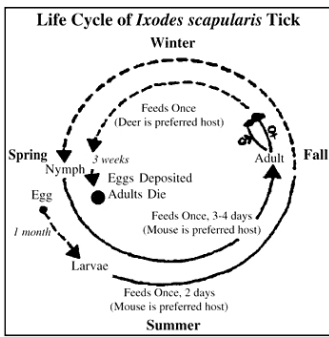 Life Cycle of Ixodes scapularis Tick
Winter
Feeds Once
(Deer is preferred host)
Spring
3 weeks
Adult
Fall
Nymph
Eggs Deposited
Adults Die
Egg
Feeds Once, 3-4 days
(Mouse is preferred host)
1 month
Larvae
Feeds Once, 2 days
(Mouse is preferred host)
Summer